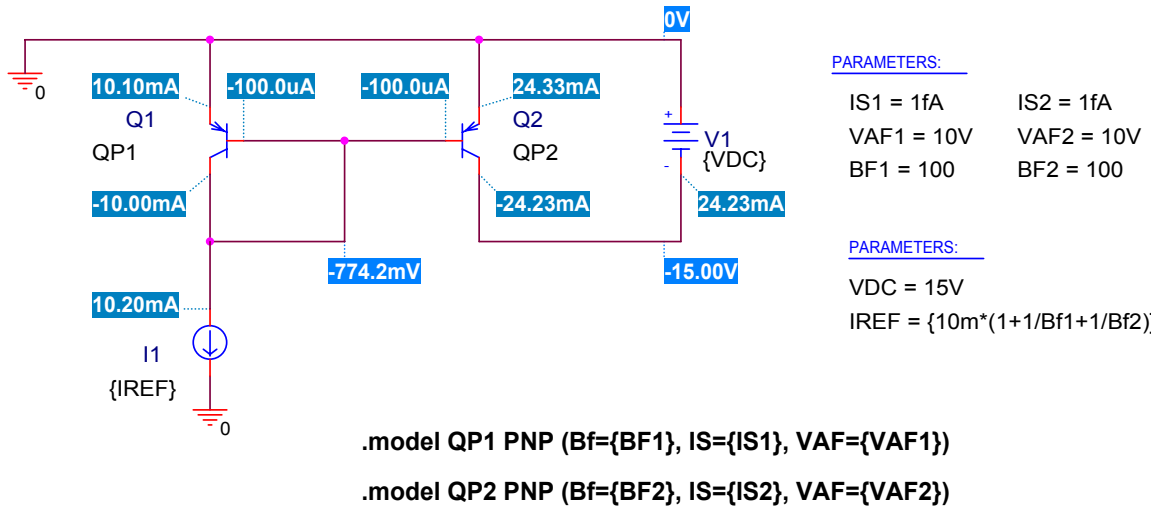 0V
PARAMETERS:
0
10.10mA
-100.0uA
-100.0uA
24.33mA
IS1 = 1fA
IS2 = 1fA
Q1
Q2
+
V1
VAF1 = 10V
VAF2 = 10V
QP1
QP2
{VDC}
-
BF1 = 100
BF2 = 100
-10.00mA
-24.23mA
24.23mA
PARAMETERS:
-774.2mV
-15.00V
VDC = 15V
10.20mA
IREF = {10m*(1+1/Bf1+1/Bf2)}
I1
{IREF}
0
.model QP1 PNP (Bf={BF1}, IS={IS1}, VAF={VAF1})
.model QP2 PNP (Bf={BF2}, IS={IS2}, VAF={VAF2})